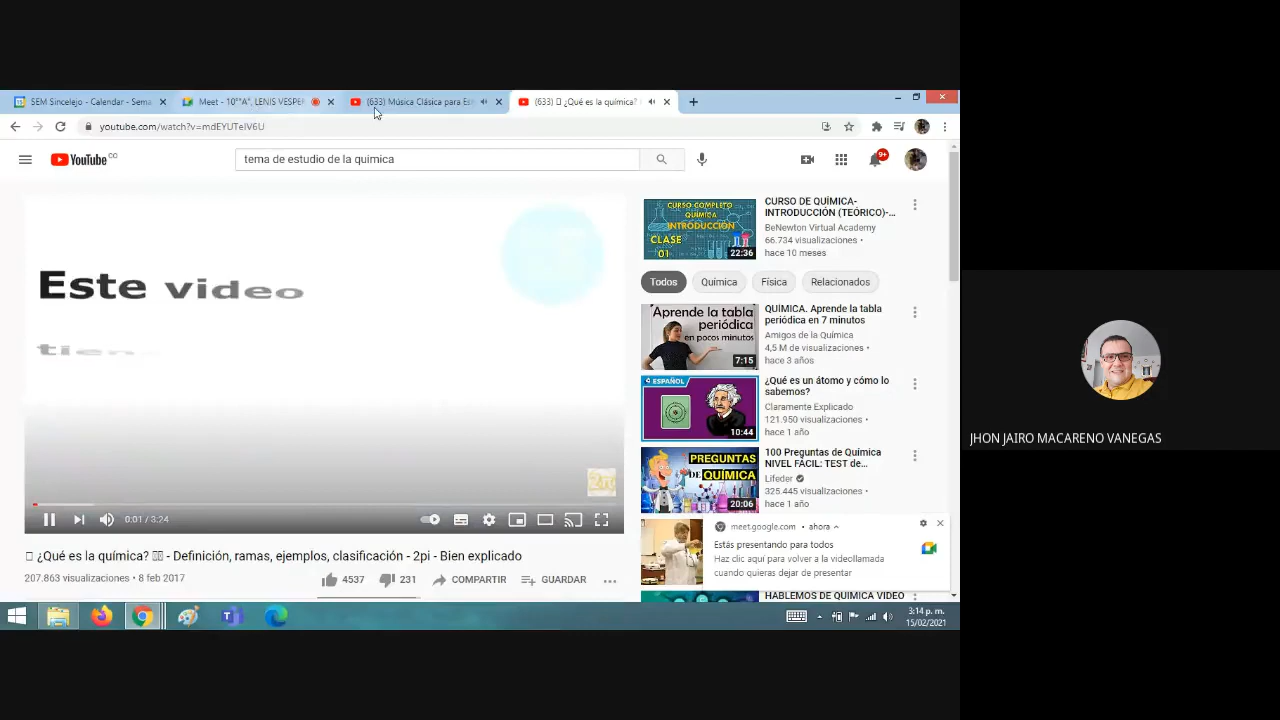 SEM Sincelejo - Calendar - Sema
Meet - 10°"A", LENIS VESPER
(633) Música Clásica para Es
(633) ¿Qué es la química?
youtube.com/watch?v=mdEYUTeIV6U
YouTube CO
tema de estudio de la quimica
9+
Este video
tien
0:01 / 3:24
¿Qué es la química? - Definición, ramas, ejemplos, clasificación - 2pi - Bien explicado
207.863 visualizaciones • 8 feb 2017
4537
231
COMPARTIR
GUARDAR
CURSO COMPLETO
QUÍMICA
INTRODUCCIÓN
CLASE
01
22:36
CURSO DE QUÍMICA-
INTRODUCCIÓN (TEÓRICO)-...
BeNewton Virtual Academy
66.734 visualizaciones •
hace 10 meses
Todos
Química
Física
Relacionados
Aprende la tabla
periódica
en pocos minutos
7:15
QUÍMICA. Aprende la tabla
periódica en 7 minutos
Amigos de la Química
4,5 M de visualizaciones •
hace 3 años
ESPAÑOL
10:44
¿Qué es un átomo y cómo lo
sabemos?
Claramente Explicado
121.950 visualizaciones •
hace 1 año
PREGUNTAS
DE QUÍMICA
20:06
100 Preguntas de Química
NIVEL FÁCIL: TEST de...
Lifeder
325.445 visualizaciones •
hace 1 año
meet.google.com • ahora
Estás presentando para todos
Haz clic aquí para volver a la videollamada
cuando quieras dejar de presentar
HABLEMOS DE QUIMICA VIDEO
3:14 p. m.
15/02/2021
JHON JAIRO MACARENO VANEGAS